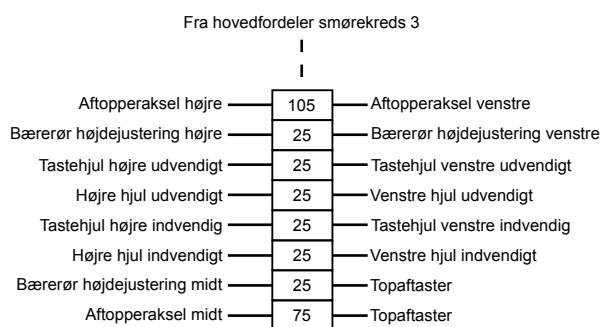 Fra hovedfordeler smørekreds 3
Aftopperaksel højre 105 Aftopperaksel venstre
Bærerør højdejustering højre 25 Bærerør højdejustering venstre
Tastehjul højre udvendigt 25 Tastehjul venstre udvendigt
Højre hjul udvendigt 25 Venstre hjul udvendigt
Tastehjul højre indvendig 25 Tastehjul venstre indvendig
Højre hjul indvendigt 25 Venstre hjul indvendigt
Bærerør højdejustering midt 25 Topaftaster
Aftopperaksel midt 75 Topaftaster